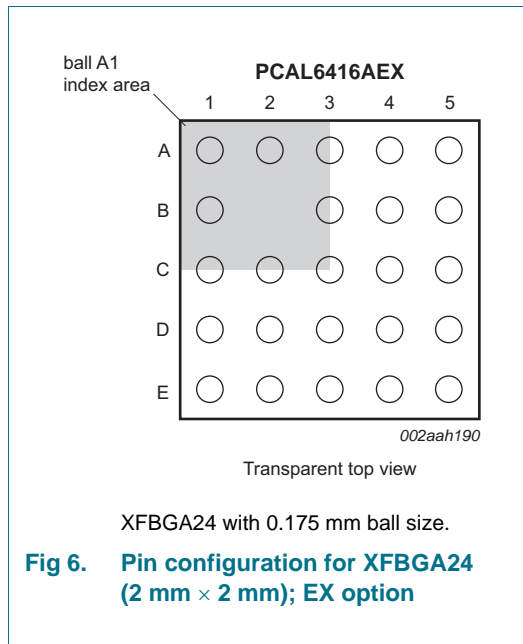 ball A1
index area
PCAL6416AEX
1 2 3 4 5
A
B
C
D
E
002aah190
Transparent top view
XFBGA24 with 0.175 mm ball size.
Fig 6. Pin configuration for XFBGA24
(2 mm × 2 mm); EX option